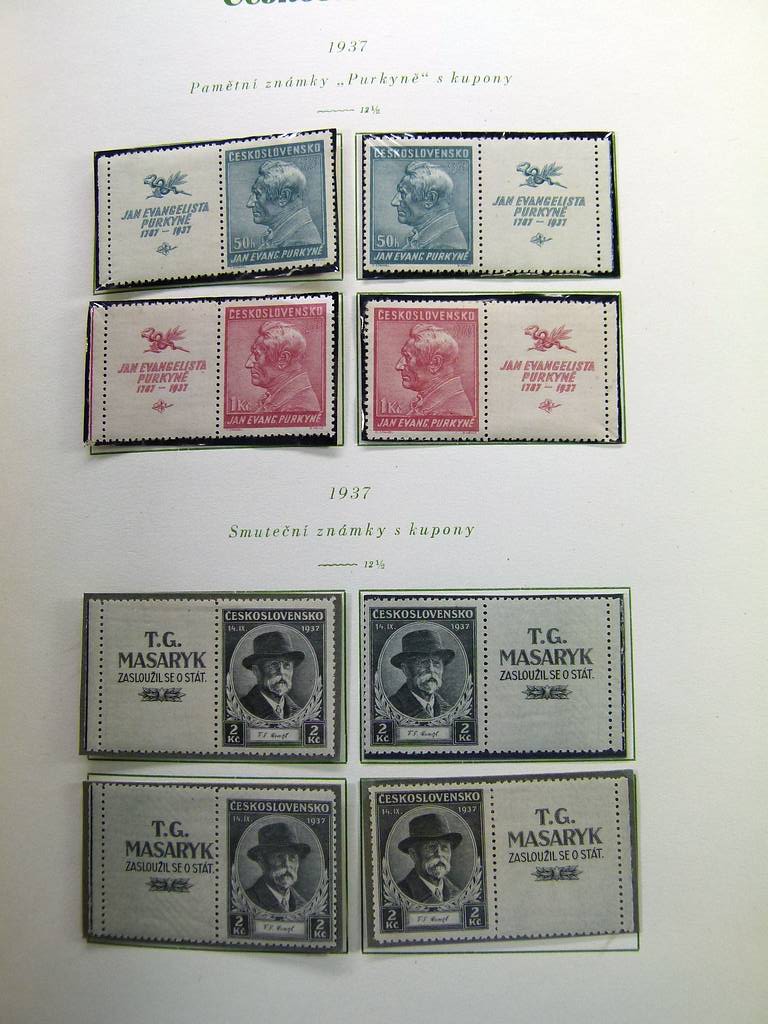 1937
Pamětní známky „Purkyně“ s kupony
12½
JAN EVANGELISTA
PURKYNĚ
1787 – 1937
ČESKOSLOVENSKO
50h
JAN EVANG. PURKYNĚ
ČESKOSLOVENSKO
50h
JAN EVANG. PURKYNĚ
JAN EVANGELISTA
PURKYNĚ
1787 – 1937
JAN EVANGELISTA
PURKYNĚ
1787 – 1937
ČESKOSLOVENSKO
1Kč
JAN EVANG. PURKYNĚ
ČESKOSLOVENSKO
1Kč
JAN EVANG. PURKYNĚ
JAN EVANGELISTA
PURKYNĚ
1787 – 1937
1937
Smuteční známky s kupony
12½
T.G.
MASARYK
ZASLOUŽIL SE O STÁT.
ČESKOSLOVENSKO
14. IX. 1937
2 Kč 2 Kč
ČESKOSLOVENSKO
14. IX. 1937
2 Kč 2 Kč
T.G.
MASARYK
ZASLOUŽIL SE O STÁT.
T.G.
MASARYK
ZASLOUŽIL SE O STÁT.
ČESKOSLOVENSKO
14. IX. 1937
2 Kč 2 Kč
ČESKOSLOVENSKO
14. IX. 1937
2 Kč 2 Kč
T.G.
MASARYK
ZASLOUŽIL SE O STÁT.